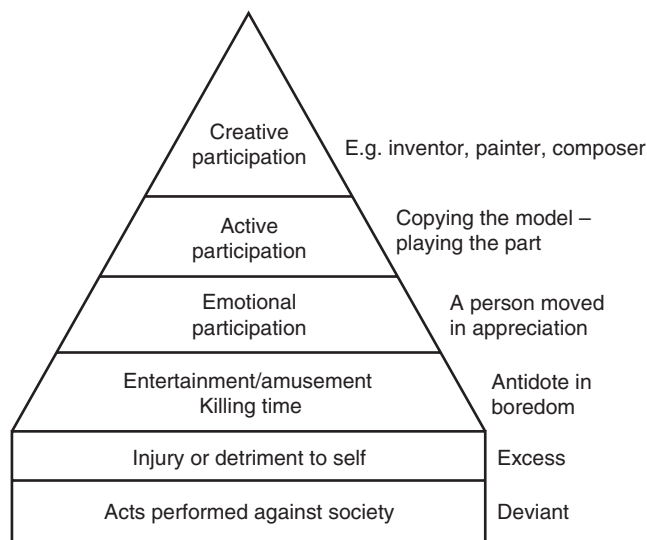 Creative
participation
E.g. inventor, painter, composer
Active
participation
Copying the model –
playing the part
Emotional
participation
A person moved
in appreciation
Entertainment/amusement
Killing time
Antidote in
boredom
Injury or detriment to self
Excess
Acts performed against society
Deviant